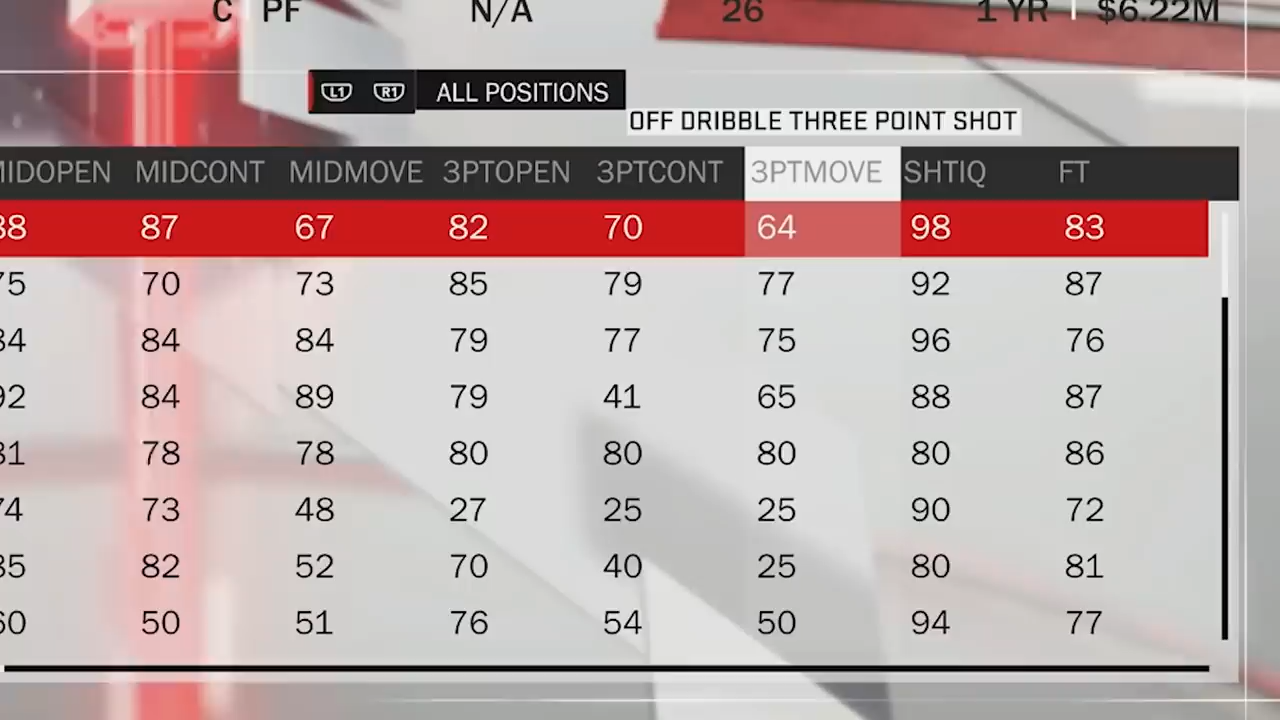 C PF N/A 26 1 YR $6.22M
L1 R1 ALL POSITIONS
OFF DRIBBLE THREE POINT SHOT
MIDOPEN MIDCONT MIDMOVE 3PTOPEN 3PTCONT 3PTMOVE SHTIQ FT
88 87 67 82 70 64 98 83
75 70 73 85 79 77 92 87
84 84 84 79 77 75 96 76
92 84 89 79 41 65 88 87
81 78 78 80 80 80 80 86
74 73 48 27 25 25 90 72
85 82 52 70 40 25 80 81
60 50 51 76 54 50 94 77